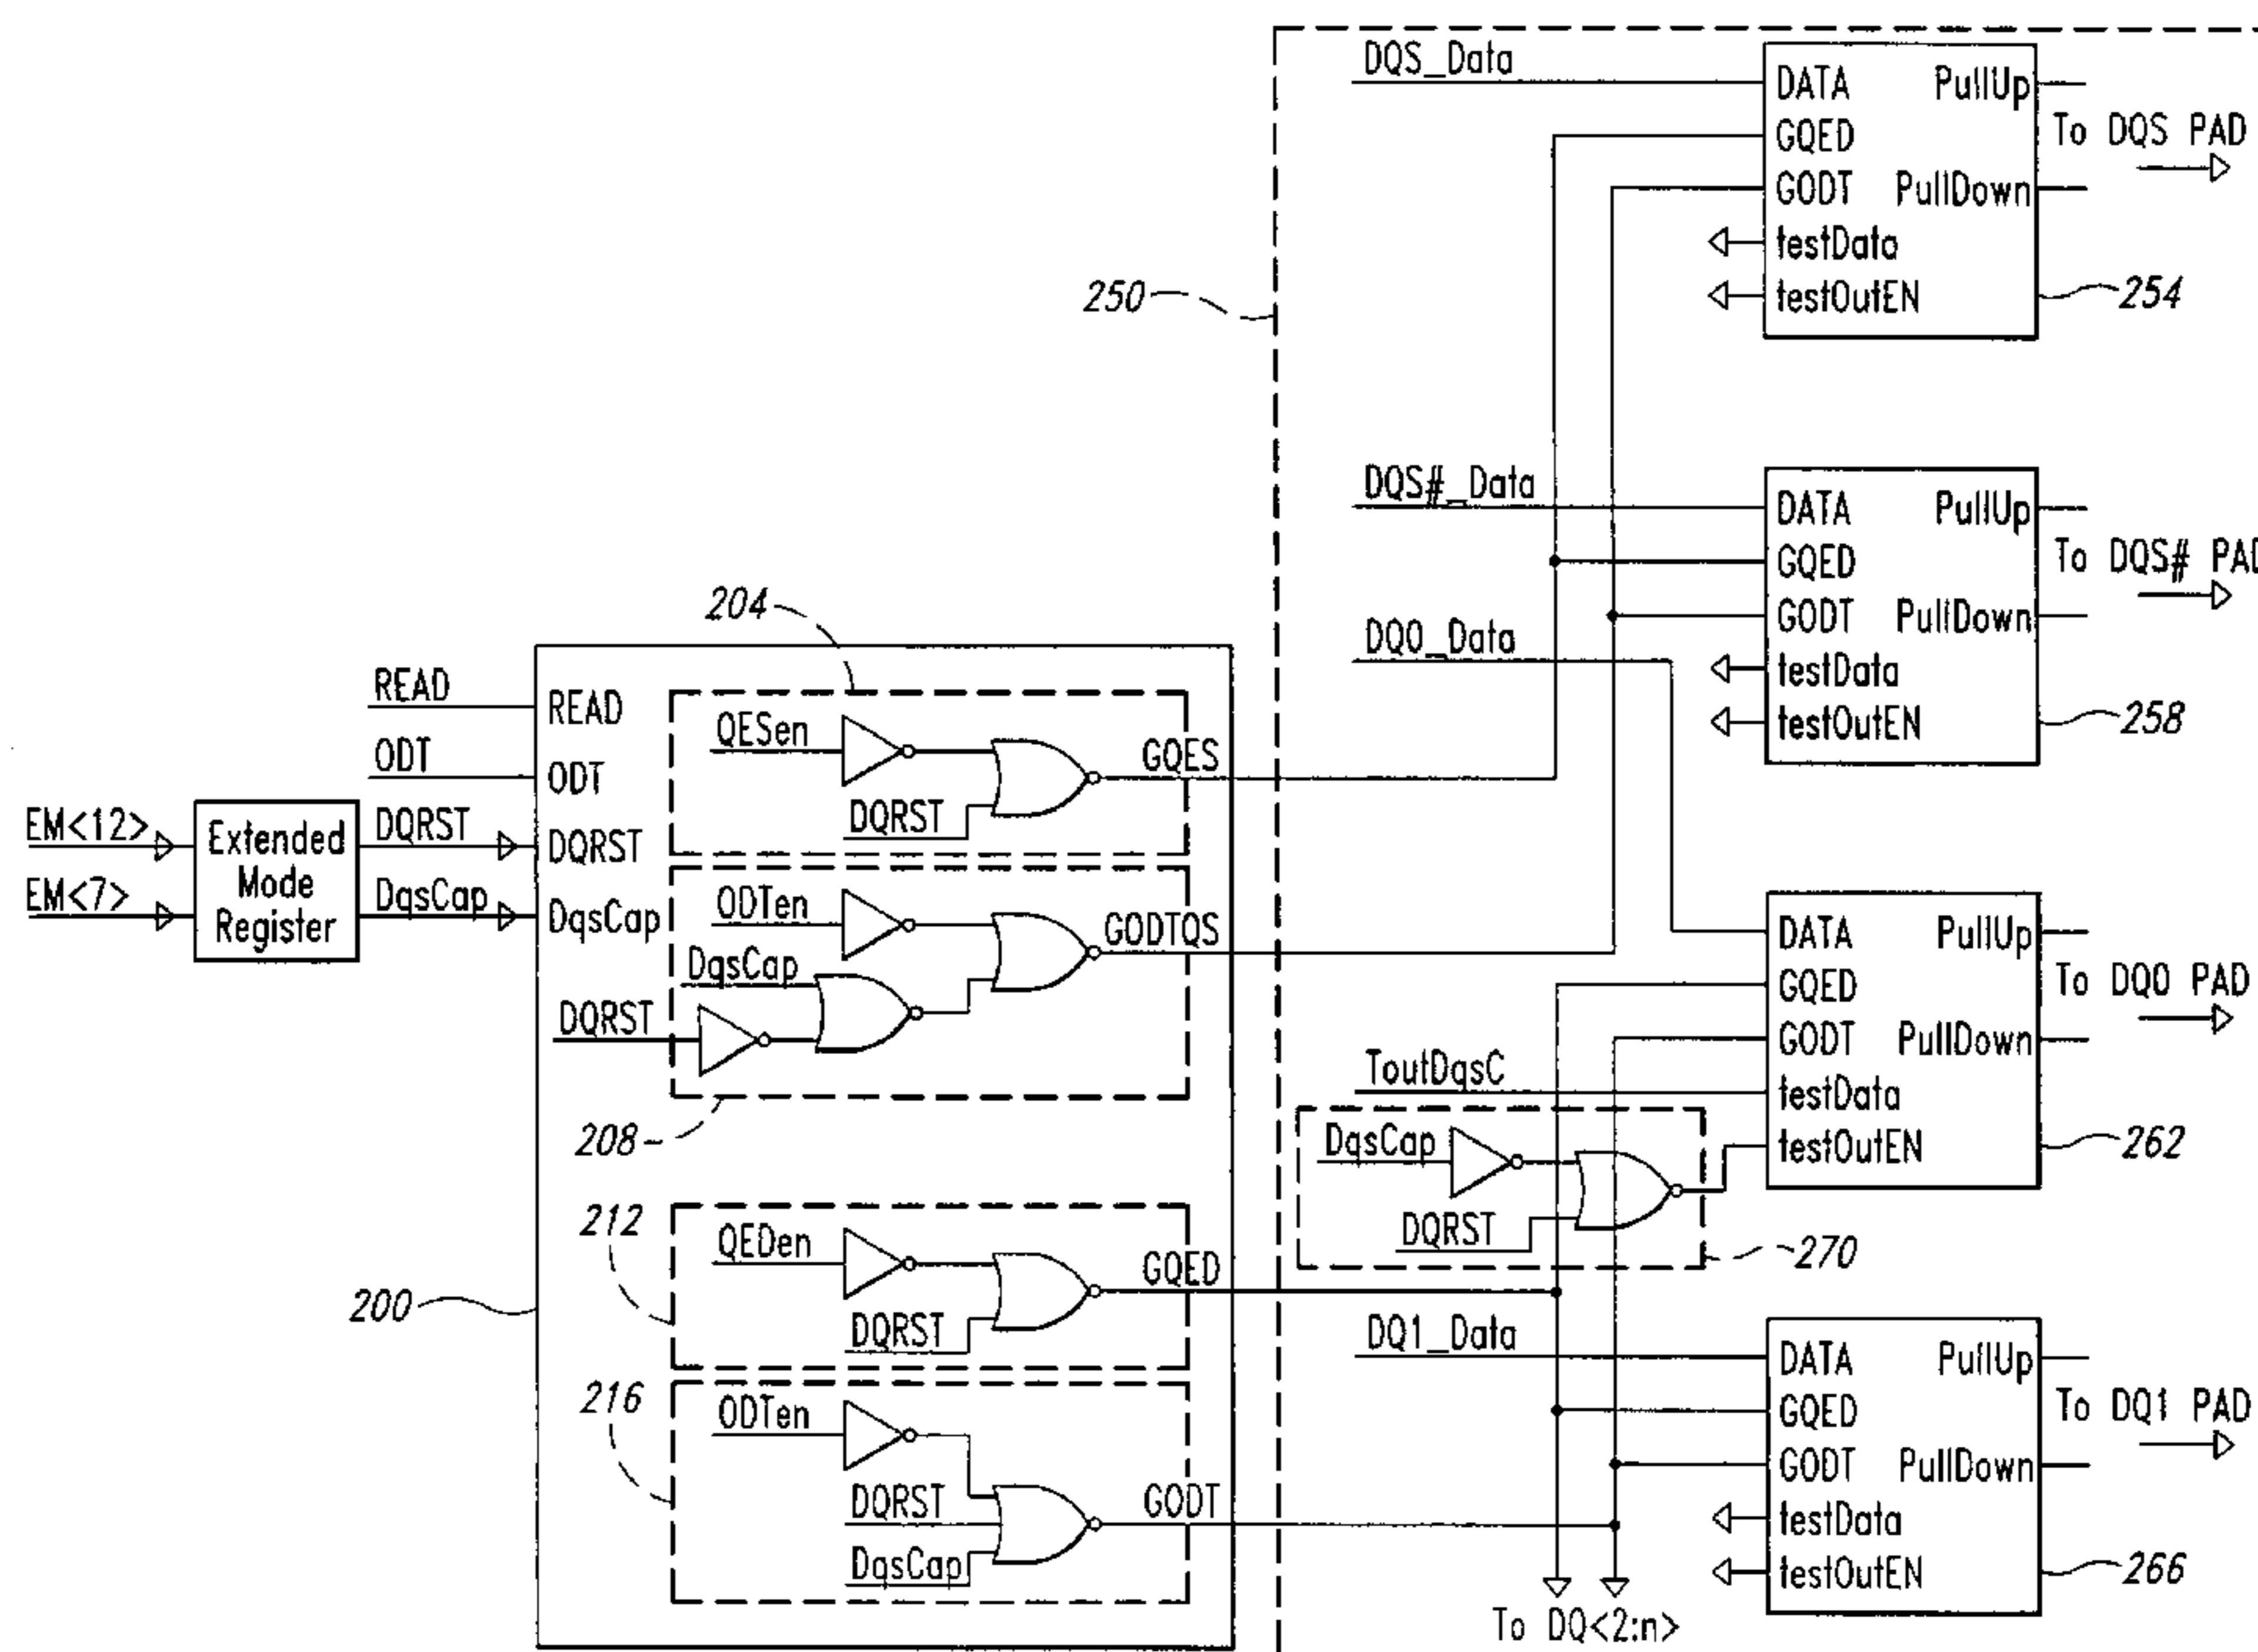 EM<12>
EM<7>
Extended
Mode
Register
READ
ODT
DQRST
DqsCap
READ
ODT
DQRST
DqsCap
200
204
QESen
DQRST
GQES
ODTen
DqsCap
DQRST
GODTQS
208
212
QEDen
DQRST
GQED
216
ODTen
DQRST
DqsCap
GODT
250
DQS_Data
DATA
GQED
GODT
testData
testOutEN
PullUp
PullDown
To DQS PAD
254
DQS#_Data
DATA
GQED
GODT
testData
testOutEN
PullUp
PullDown
To DQS# PAD
258
DQ0_Data
ToutDqsC
DqsCap
DQRST
270
DATA
GQED
GODT
testData
testOutEN
PullUp
PullDown
To DQ0 PAD
262
DQ1_Data
DATA
GQED
GODT
testData
testOutEN
PullUp
PullDown
To DQ1 PAD
266
To DQ<2:n>